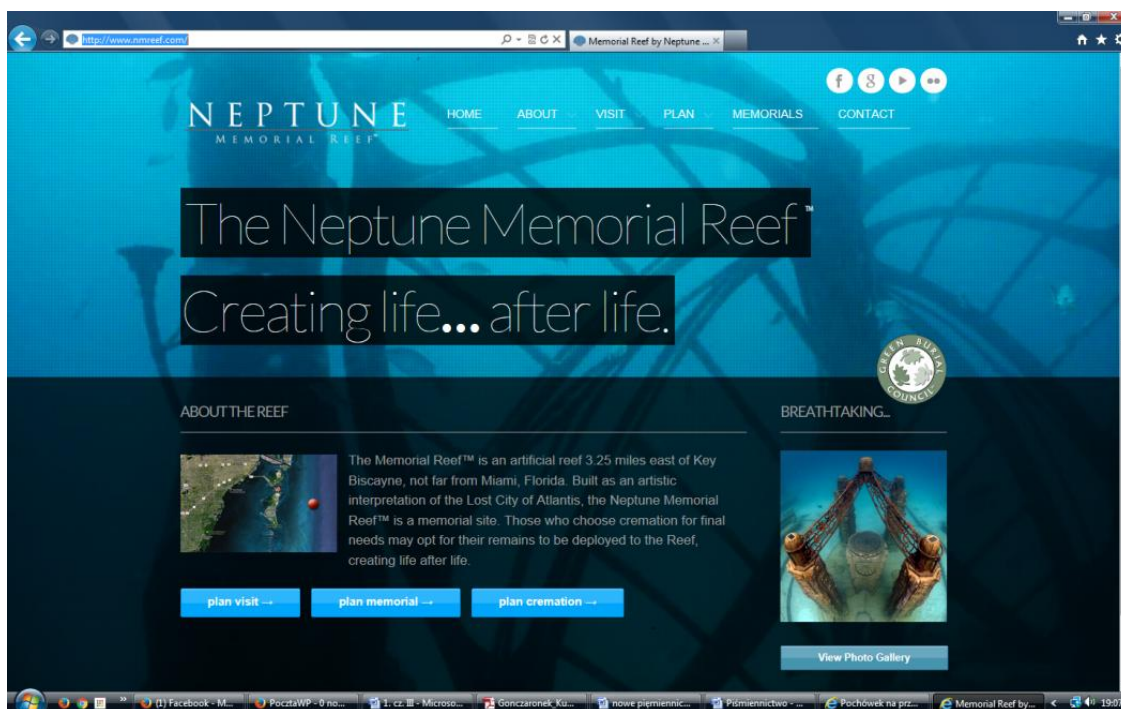 http://www.nmreef.com/
Memorial Reef by Neptune ...
NEPTUNE
MEMORIAL REEF
HOME ABOUT VISIT PLAN MEMORIALS CONTACT
The Neptune Memorial Reef™
Creating life... after life.
GREEN BURIAL COUNCIL
ABOUT THE REEF
The Memorial Reef™ is an artificial reef 3.25 miles east of Key
Biscayne, not far from Miami, Florida. Built as an artistic
interpretation of the Lost City of Atlantis, the Neptune Memorial
Reef™ is a memorial site. Those who choose cremation for final
needs may opt for their remains to be deployed to the Reef,
creating life after life.
plan visit →
plan memorial →
plan cremation →
BREATHTAKING...
View Photo Gallery
(1) Facebook - M...
PocztaWP - 0 no...
1. cz. III - Microso...
Gonczaronek_Ku...
nowe pięmiennic...
Piśmiennictwo - ...
Pochówek na prz...
Memorial Reef by...
19:07